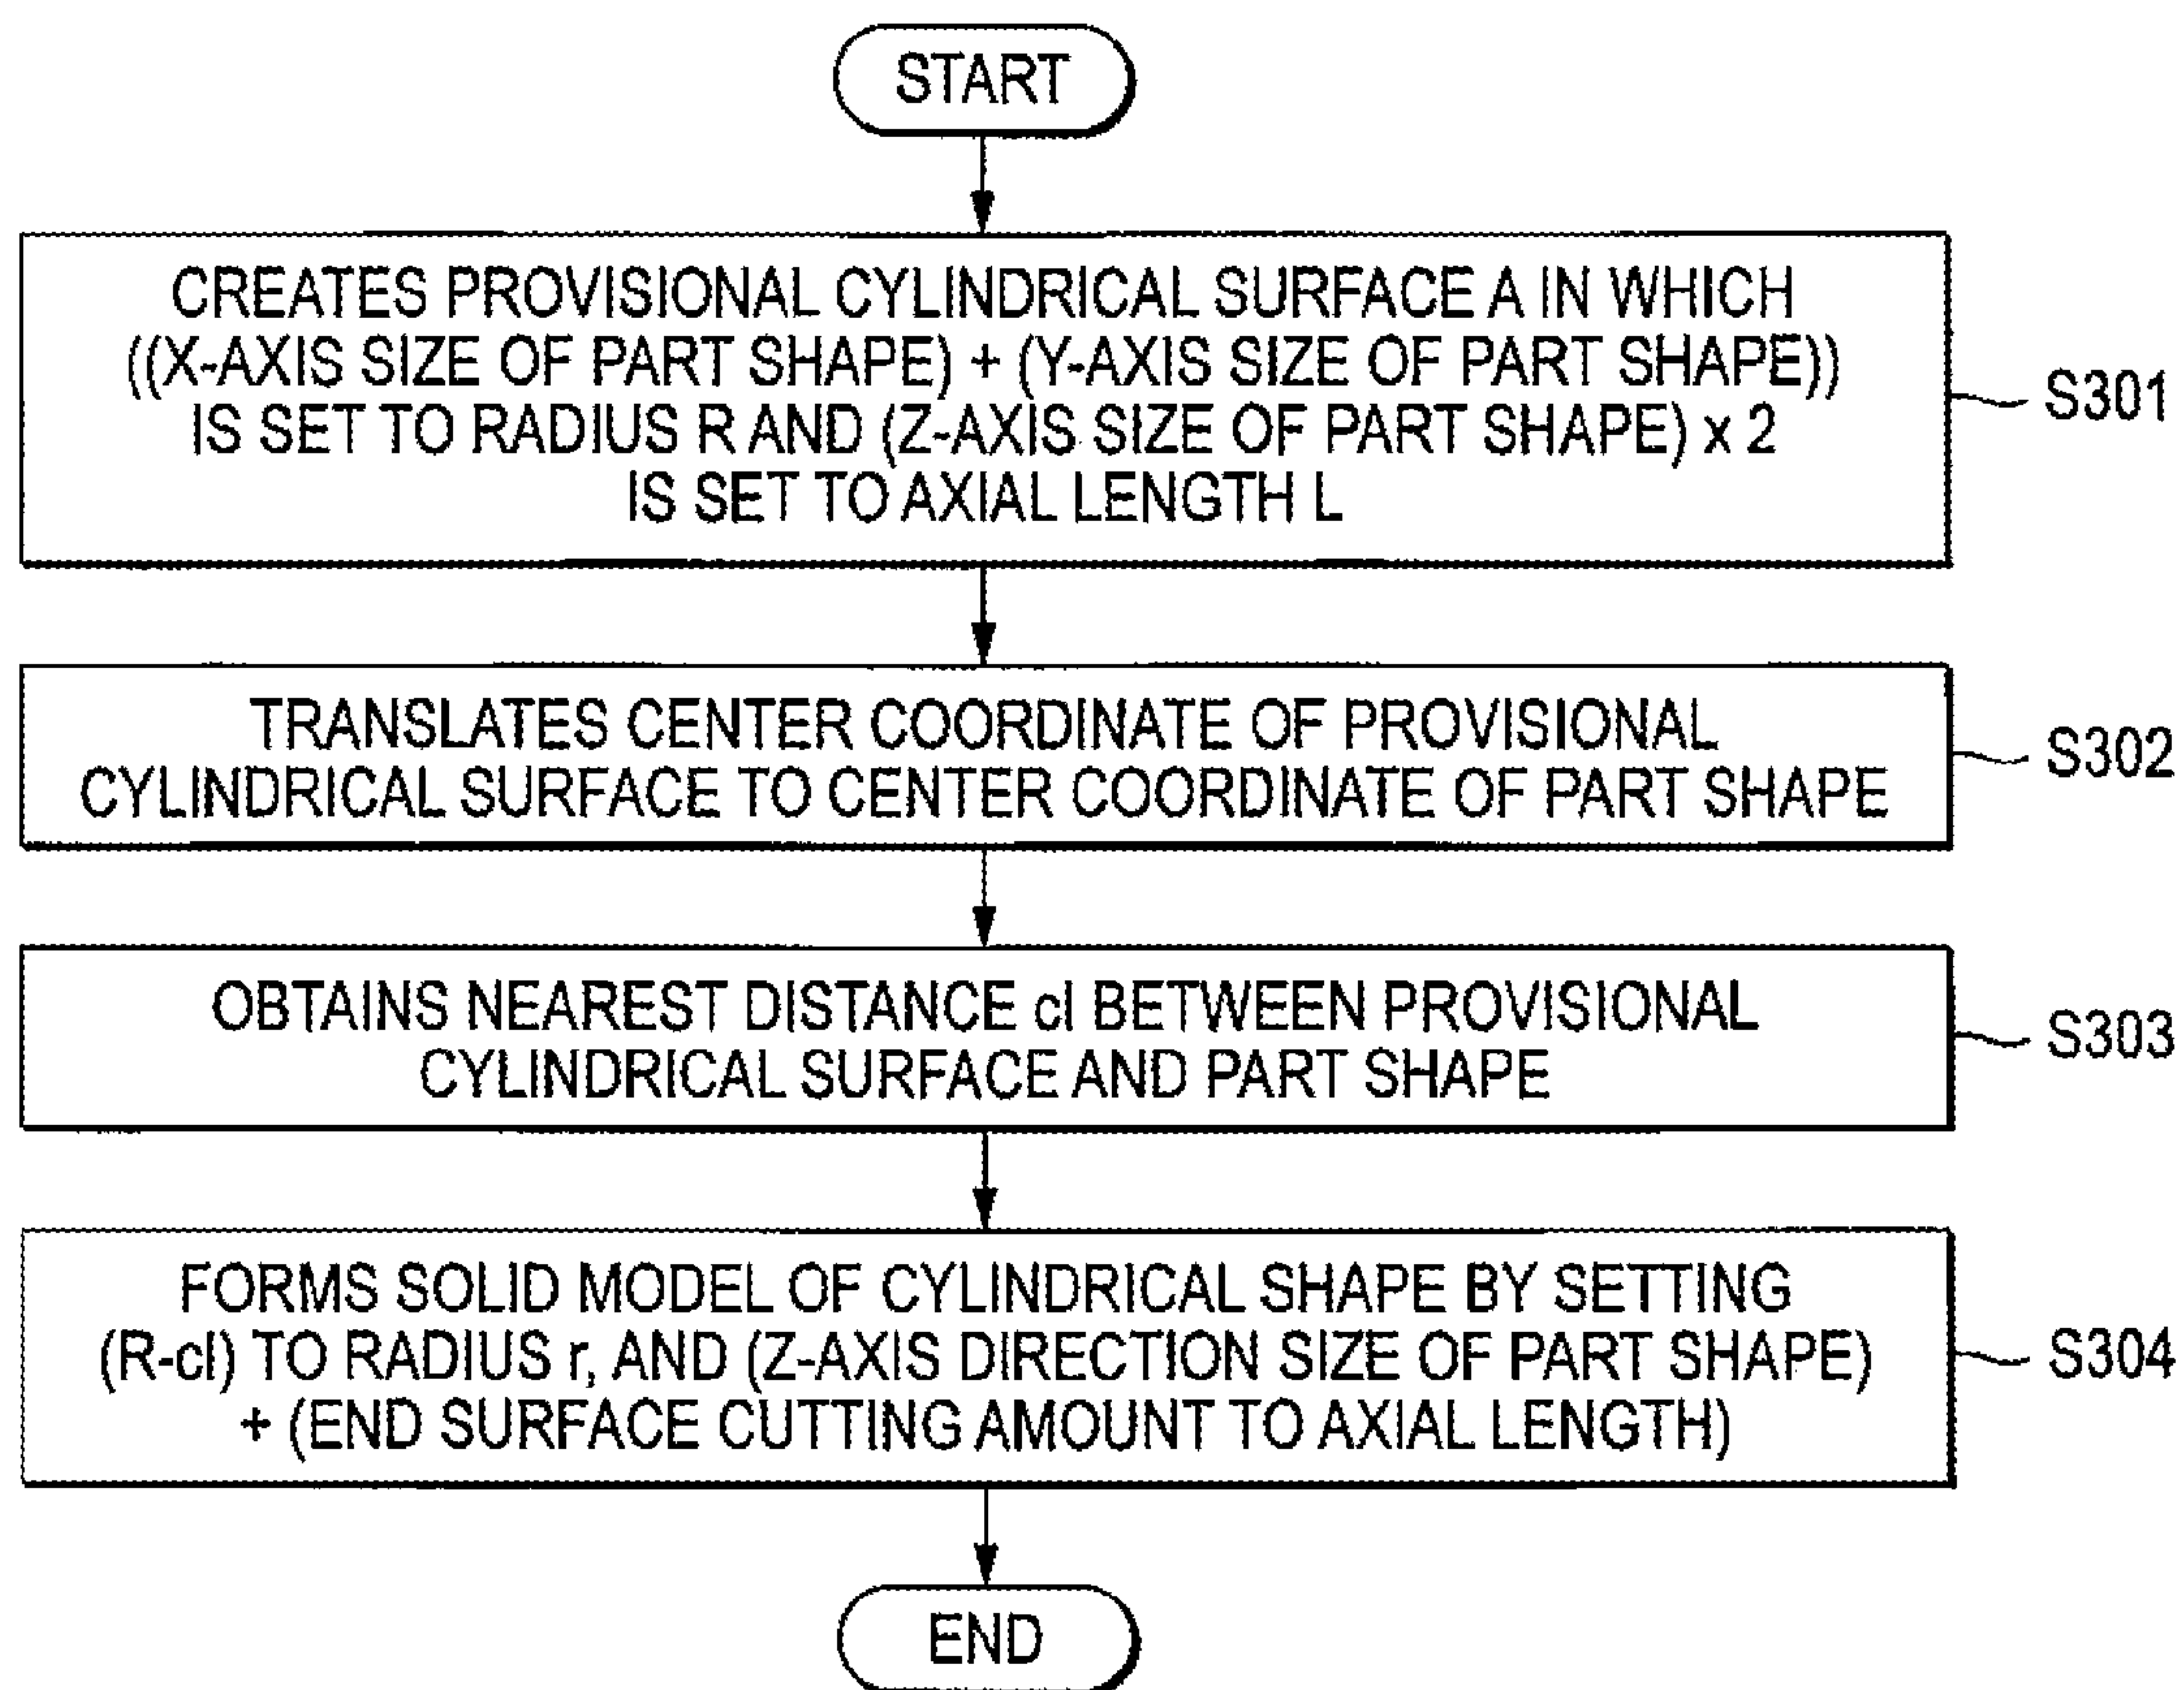 START
CREATES PROVISIONAL CYLINDRICAL SURFACE A IN WHICH
((X-AXIS SIZE OF PART SHAPE) + (Y-AXIS SIZE OF PART SHAPE))
IS SET TO RADIUS R AND (Z-AXIS SIZE OF PART SHAPE) x 2
IS SET TO AXIAL LENGTH L
S301
TRANSLATES CENTER COORDINATE OF PROVISIONAL
CYLINDRICAL SURFACE TO CENTER COORDINATE OF PART SHAPE
S302
OBTAINS NEAREST DISTANCE cl BETWEEN PROVISIONAL
CYLINDRICAL SURFACE AND PART SHAPE
S303
FORMS SOLID MODEL OF CYLINDRICAL SHAPE BY SETTING
(R-cl) TO RADIUS r, AND (Z-AXIS DIRECTION SIZE OF PART SHAPE)
+ (END SURFACE CUTTING AMOUNT TO AXIAL LENGTH)
S304
END